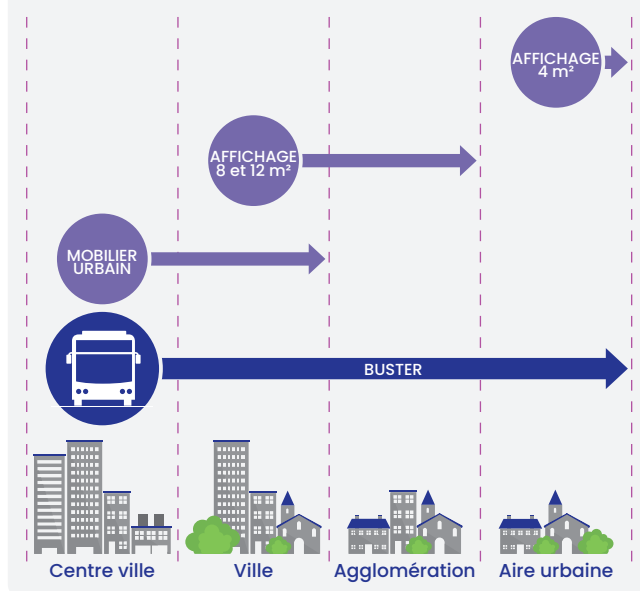 AFFICHAGE
4 m²
AFFICHAGE
8 et 12 m²
MOBILIER
URBAIN
BUSTER
Centre ville
Ville
Agglomération
Aire urbaine